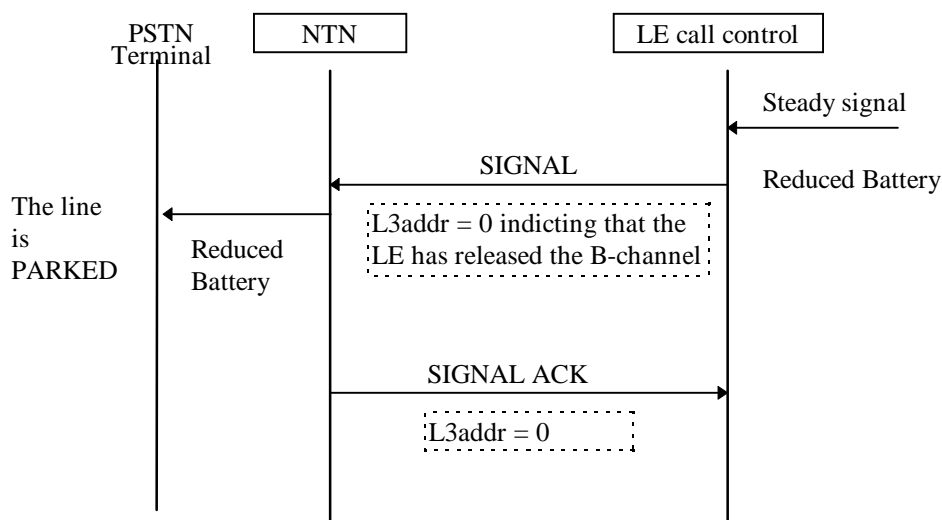 PSTN
Terminal
NTN
LE call control
Steady signal
SIGNAL
Reduced Battery
The line
is
PARKED
Reduced
Battery
L3addr = 0 indicting that the
LE has released the B-channel
SIGNAL ACK
L3addr = 0